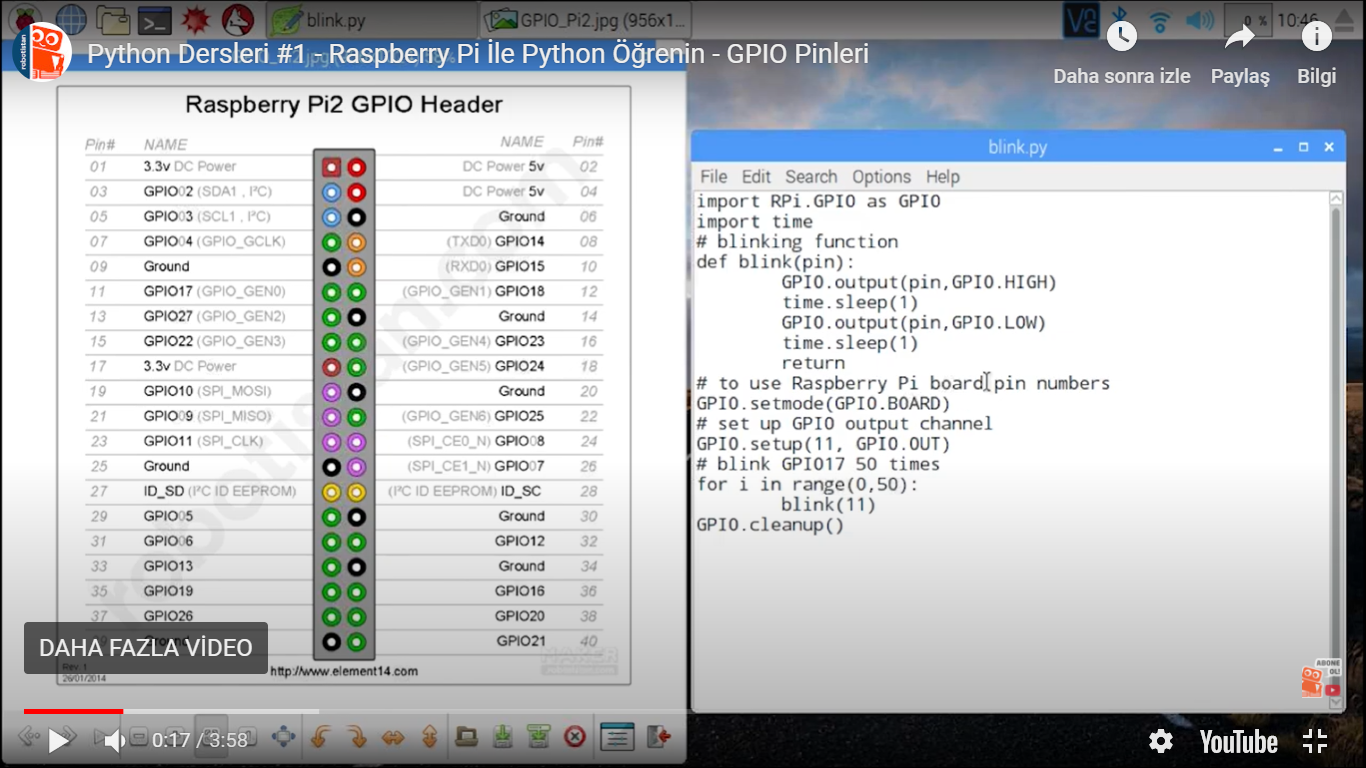 blink.py
GPIO_Pi2.jpg (956x1...
0 %
10:46
robotistan
Python Dersleri #1 - Raspberry Pi İle Python Öğrenin - GPIO Pinleri
Daha sonra izle
Paylaş
Bilgi
Raspberry Pi2 GPIO Header
Pin# NAME NAME Pin#
01 3.3v DC Power DC Power 5v 02
03 GPIO02 (SDA1 , I²C) DC Power 5v 04
05 GPIO03 (SCL1 , I²C) Ground 06
07 GPIO04 (GPIO_GCLK) (TXD0) GPIO14 08
09 Ground (RXD0) GPIO15 10
11 GPIO17 (GPIO_GEN0) (GPIO_GEN1) GPIO18 12
13 GPIO27 (GPIO_GEN2) Ground 14
15 GPIO22 (GPIO_GEN3) (GPIO_GEN4) GPIO23 16
17 3.3v DC Power (GPIO_GEN5) GPIO24 18
19 GPIO10 (SPI_MOSI) Ground 20
21 GPIO09 (SPI_MISO) (GPIO_GEN6) GPIO25 22
23 GPIO11 (SPI_CLK) (SPI_CE0_N) GPIO08 24
25 Ground (SPI_CE1_N) GPIO07 26
27 ID_SD (I²C ID EEPROM) (I²C ID EEPROM) ID_SC 28
29 GPIO05 Ground 30
31 GPIO06 GPIO12 32
33 GPIO13 Ground 34
35 GPIO19 GPIO16 36
37 GPIO26 GPIO20 38
39 Ground GPIO21 40
DAHA FAZLA VİDEO
Rev. 1
26/01/2014
http://www.element14.com
blink.py
File Edit Search Options Help
import RPi.GPIO as GPIO
import time
# blinking function
def blink(pin):
        GPIO.output(pin,GPIO.HIGH)
        time.sleep(1)
        GPIO.output(pin,GPIO.LOW)
        time.sleep(1)
        return
# to use Raspberry Pi board pin numbers
GPIO.setmode(GPIO.BOARD)
# set up GPIO output channel
GPIO.setup(11, GPIO.OUT)
# blink GPIO17 50 times
for i in range(0,50):
        blink(11)
GPIO.cleanup()
ABONE
OL!
0:17 / 3:58
YouTube